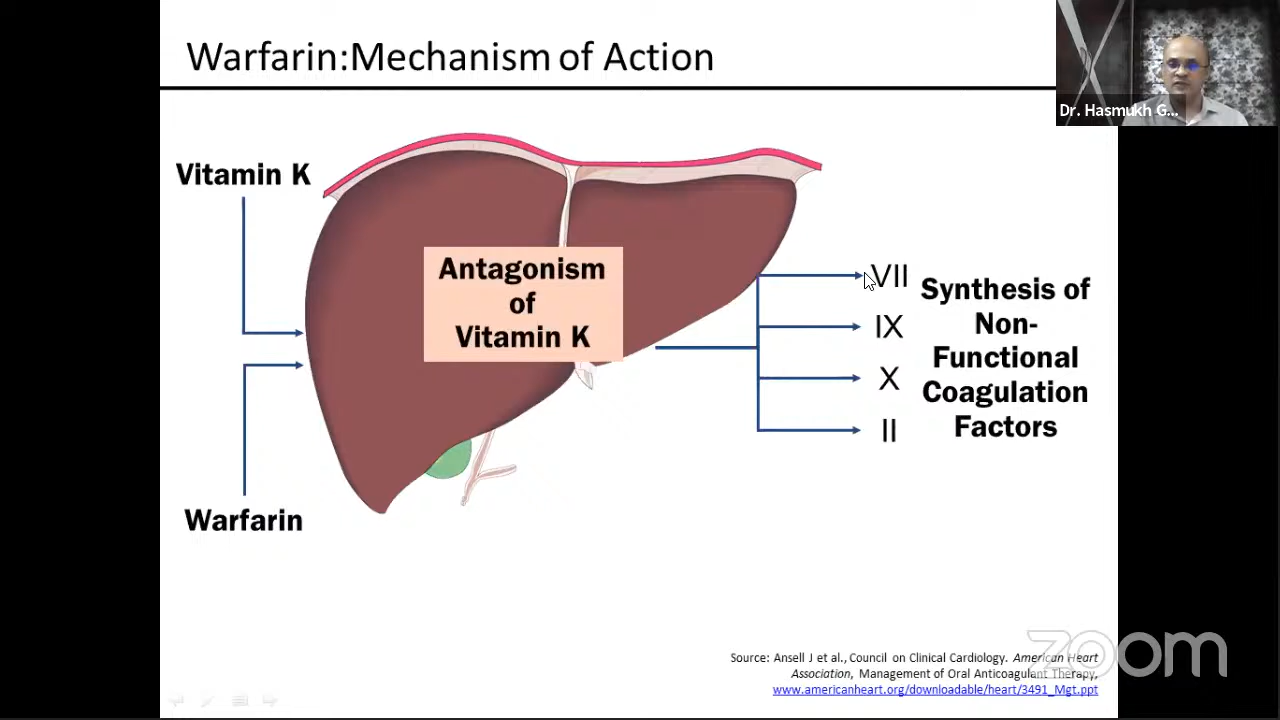 Warfarin:Mechanism of Action
Dr. Hasmukh G...
Vitamin K
Antagonism
of
Vitamin K
VII
IX
X
II
Synthesis of
Non-
Functional
Coagulation
Factors
Warfarin
Source: Ansell J et al., Council on Clinical Cardiology. American Heart
Association, Management of Oral Anticoagulant Therapy,
www.americanheart.org/downloadable/heart/3491_Mgt.ppt
zoom